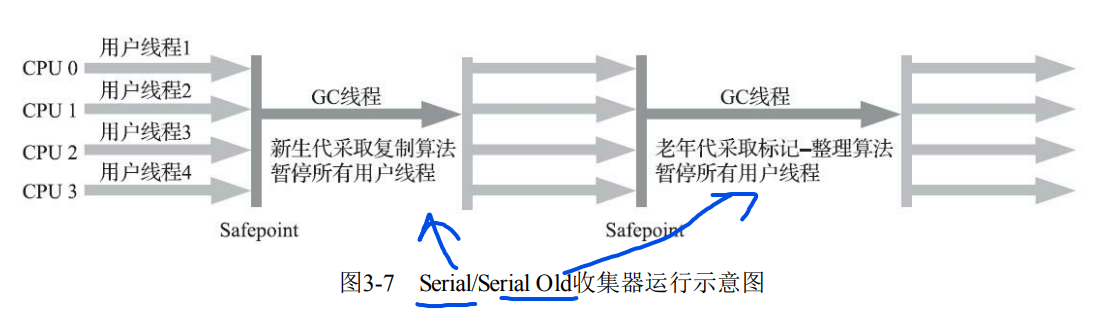 用户线程1
CPU 0
用户线程2
CPU 1
用户线程3
CPU 2
用户线程4
CPU 3
GC线程
新生代采取复制算法
暂停所有用户线程
Safepoint
GC线程
老年代采取标记–整理算法
暂停所有用户线程
Safepoint
图3-7 Serial/Serial Old收集器运行示意图